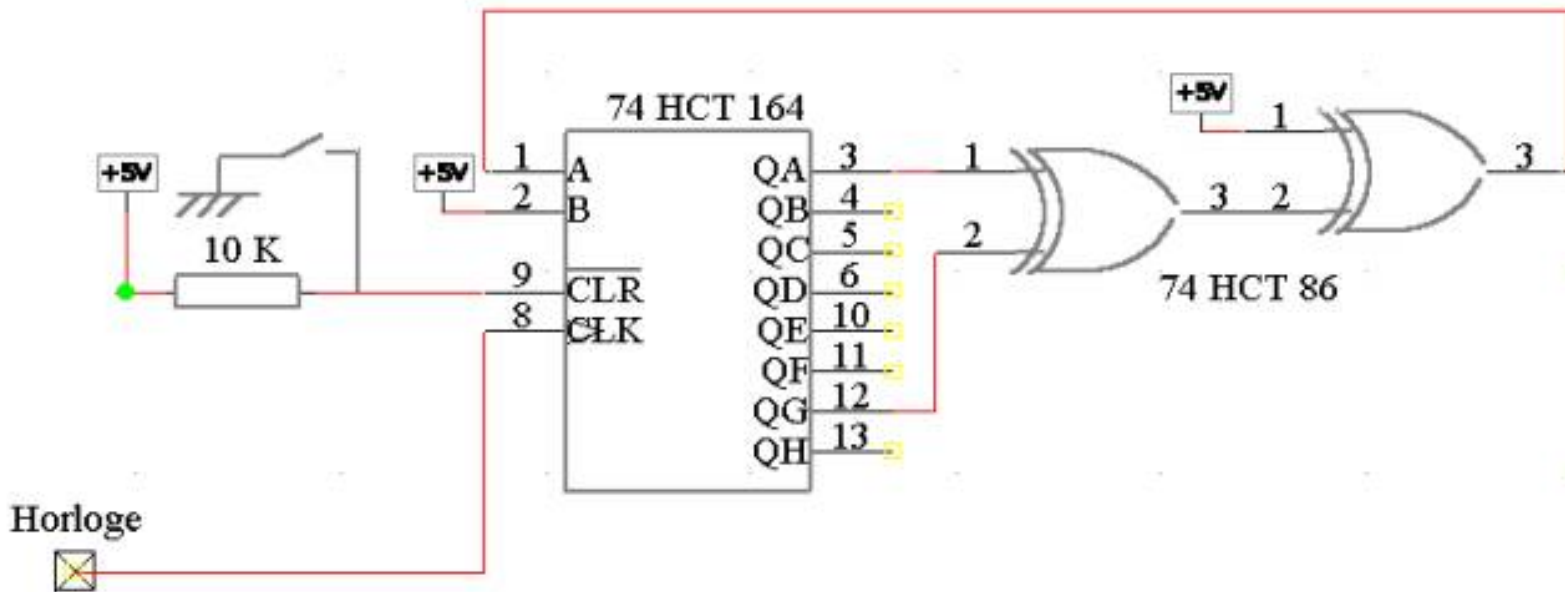 74 HCT 164
+5V
+5V
+5V
10 K
1 A
2 B
9 CLR
8 CLK
QA 3
QB 4
QC 5
QD 6
QE 10
QF 11
QG 12
QH 13
1
2
3
1
2
3
74 HCT 86
Horloge